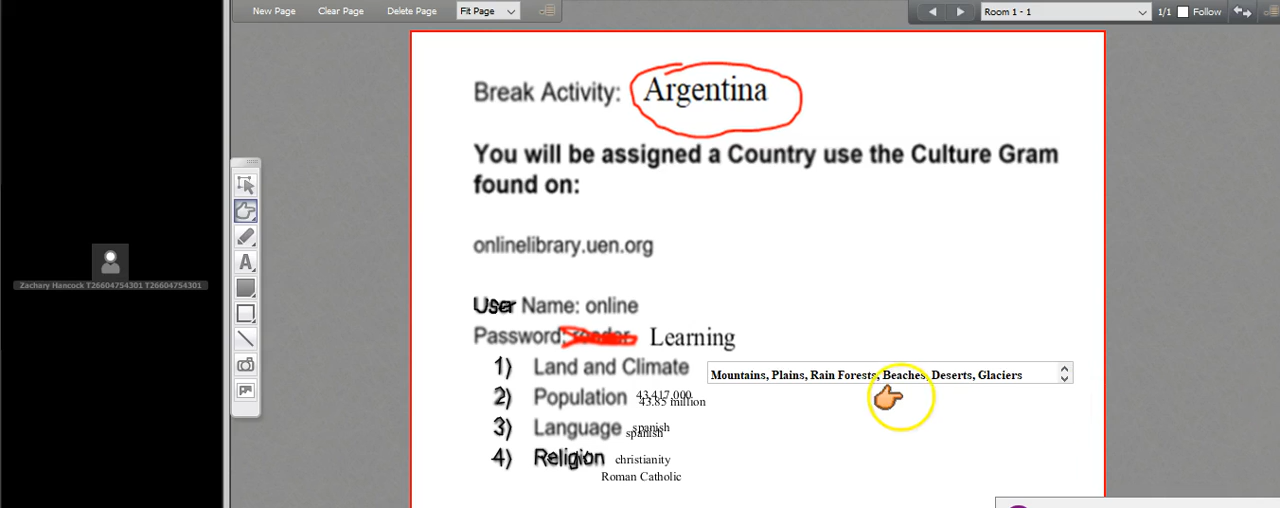 New Page Clear Page Delete Page Fit Page Room 1 - 1 1/1 Follow
Break Activity: Argentina
You will be assigned a Country use the Culture Gram
found on:
onlinelibrary.uen.org
User Name: online
Password: Learning
1) Land and Climate Mountains, Plains, Rain Forests, Beaches, Deserts, Glaciers
2) Population 43,417,000
43.85 million
3) Language spanish
spanish
4) Religion christianity
Roman Catholic
Zachary Hancock T26604754301 T26604754301
A